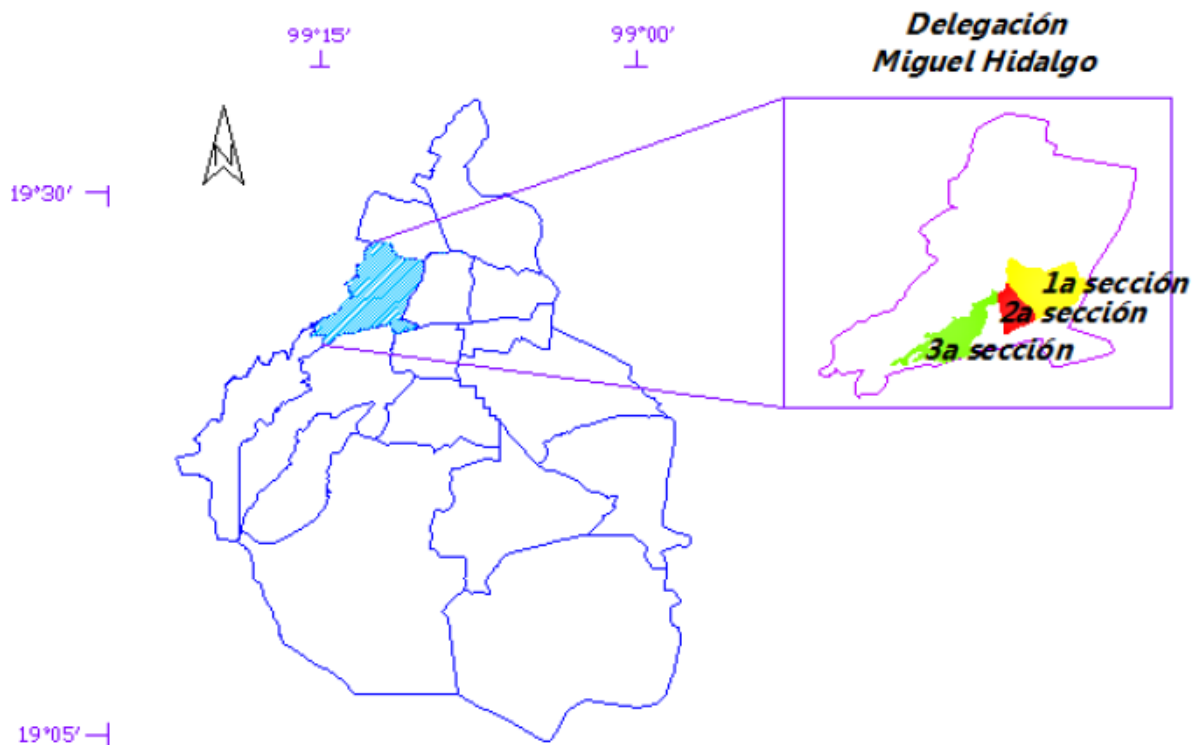 Delegación
Miguel Hidalgo
99°15′
99°00′
N
19°30′
1a sección
2a sección
3a sección
19°05′